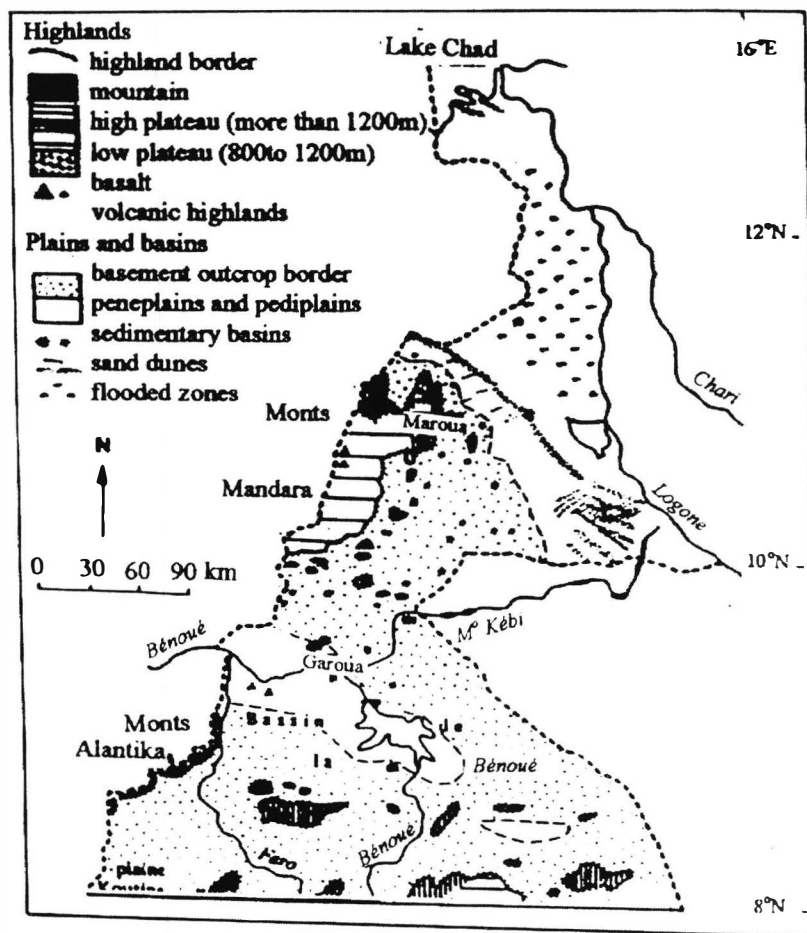 Highlands
highland border
mountain
high plateau (more than 1200m)
low plateau (800to 1200m)
basalt
volcanic highlands
Plains and basins
basement outcrop border
peneplains and pediplains
sedimentary basins
sand dunes
flooded zones
Lake Chad
16°E
12°N
Chari
Monts
Maroua
N
Mandara
Logone
0 30 60 90 km
10°N
Mº Kébi
Bénoué
Garoua
Monts
Alantika
Bassin de
la
Bénoué
Faro
Bénoué
plaine
8°N